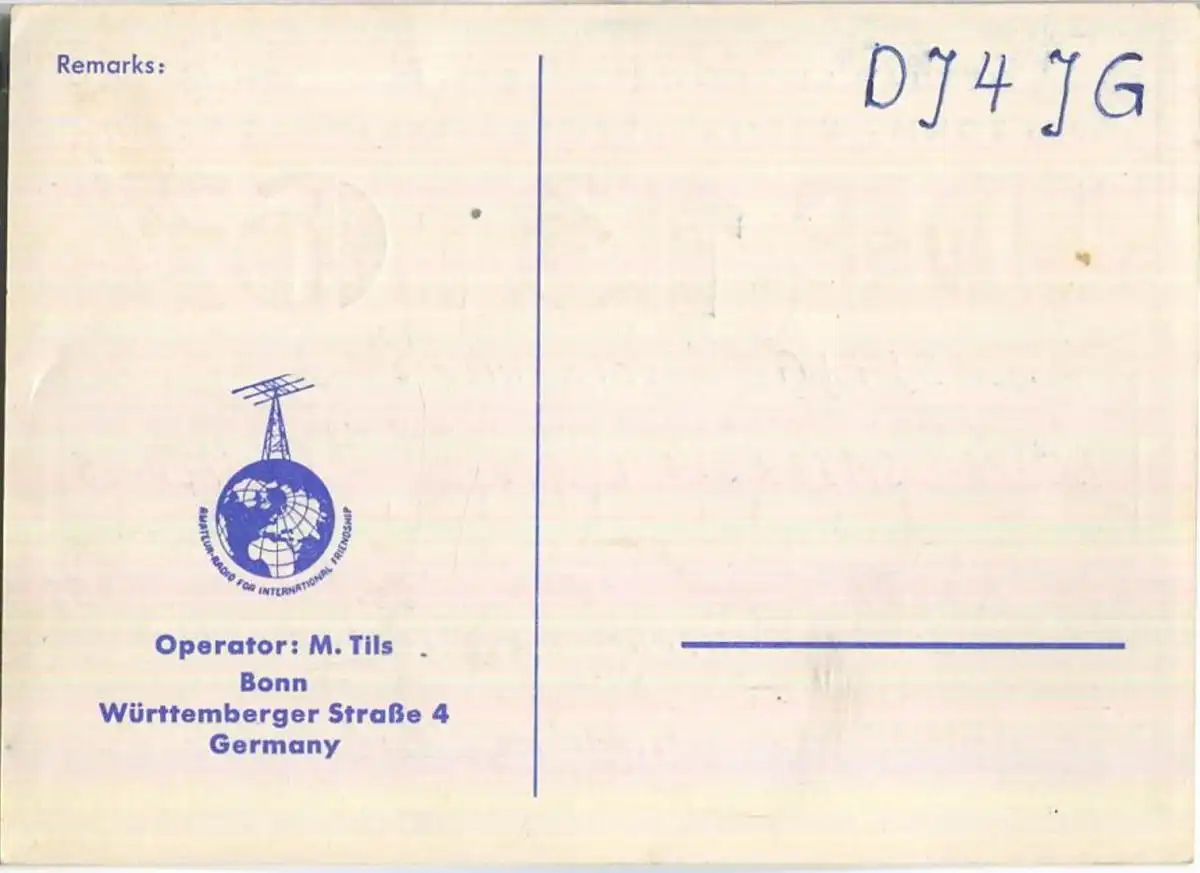 Remarks:
DJ4JG
AMATEUR-RADIO FOR INTERNATIONAL FRIENDSHIP
Operator: M. Tils
Bonn
Württemberger Straße 4
Germany